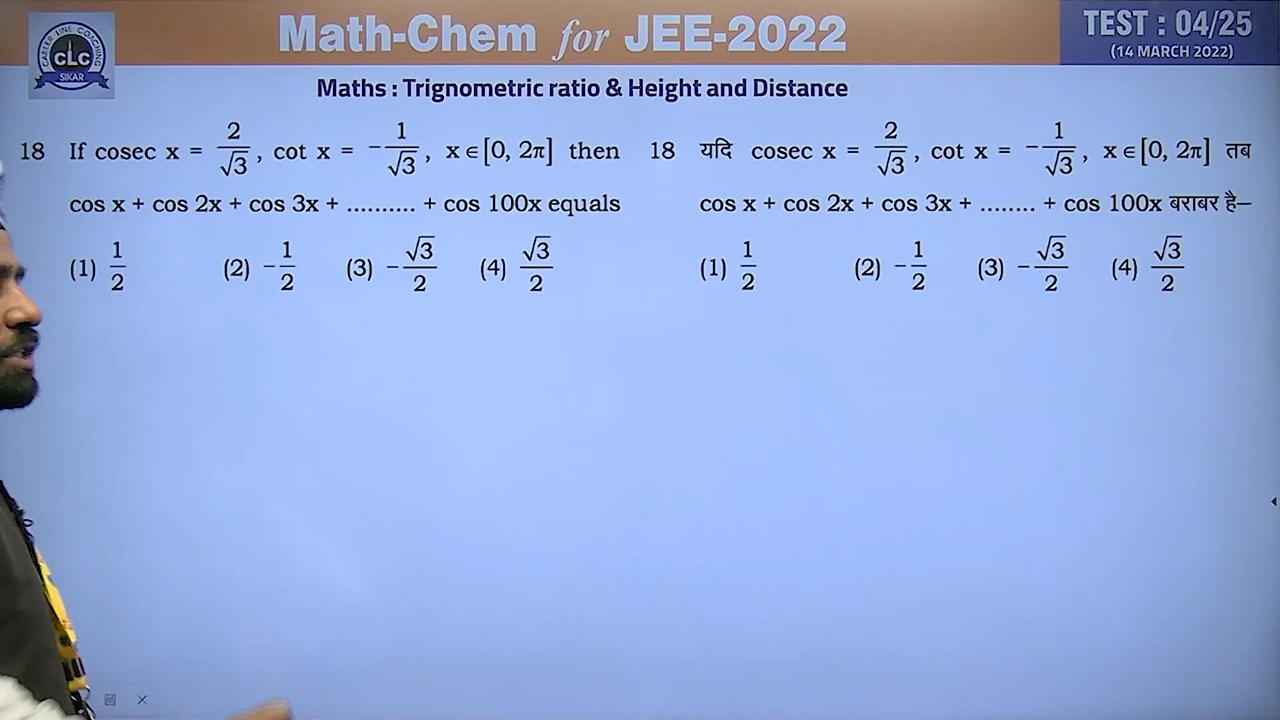 CAREER LINE COACHING
CLC
SIKAR
Math-Chem for JEE-2022
TEST : 04/25
(14 MARCH 2022)
Maths : Trignometric ratio & Height and Distance
18 If cosec x = 2/√3, cot x = −1/√3, x∈[0, 2π] then
cos x + cos 2x + cos 3x + .......... + cos 100x equals
(1) 1/2 (2) −1/2 (3) −√3/2 (4) √3/2
18 यदि cosec x = 2/√3, cot x = −1/√3, x∈[0, 2π] तब
cos x + cos 2x + cos 3x + ........ + cos 100x बराबर है–
(1) 1/2 (2) −1/2 (3) −√3/2 (4) √3/2